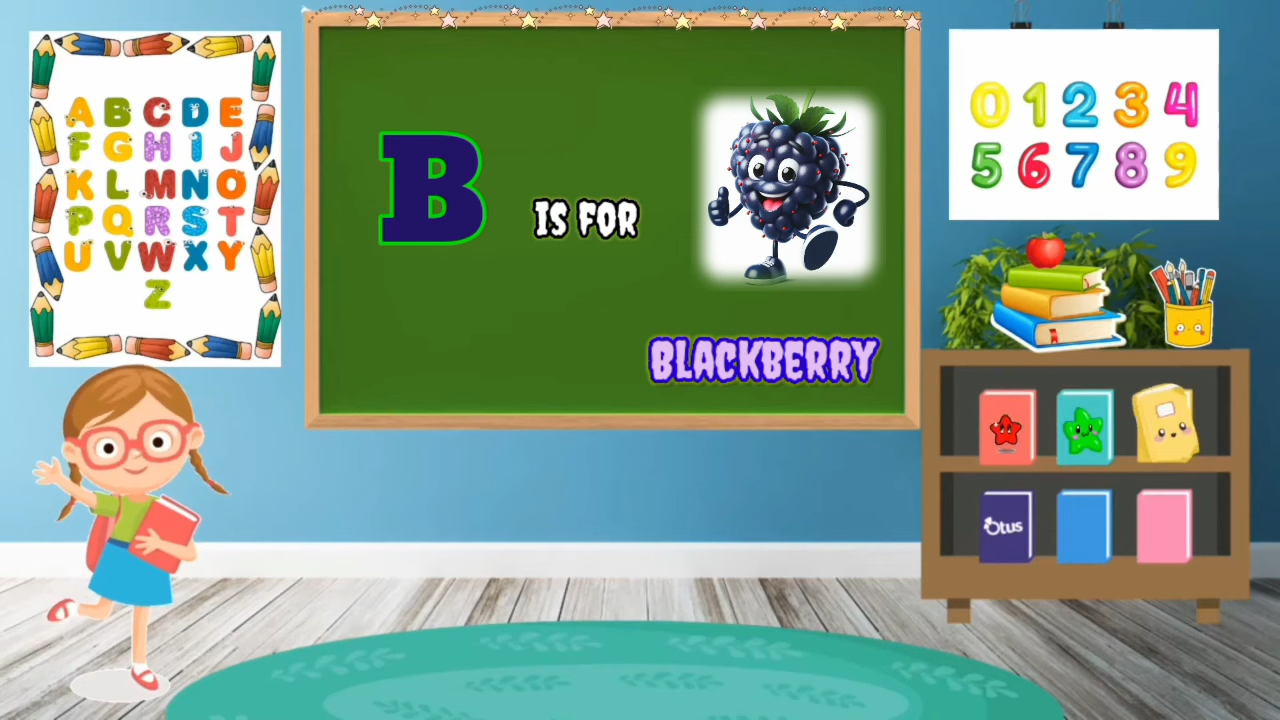 A B C D E
F G H I J
K L M N O
P Q R S T
U V W X Y
Z
B IS FOR
BLACKBERRY
0 1 2 3 4
5 6 7 8 9
Otus